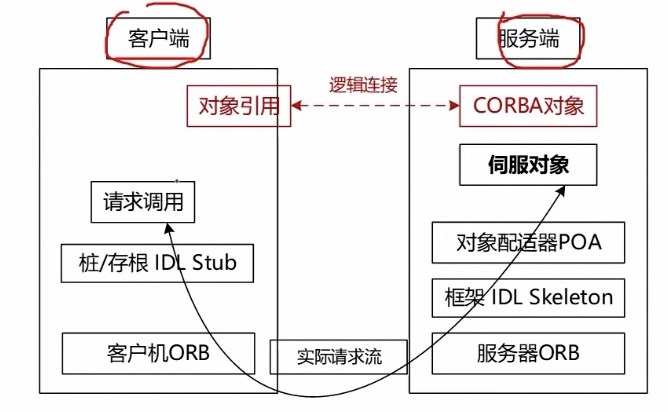 客户端
服务端
逻辑连接
对象引用
CORBA对象
伺服对象
请求调用
对象配适器POA
桩/存根 IDL Stub
框架 IDL Skeleton
客户机ORB
实际请求流
服务器ORB